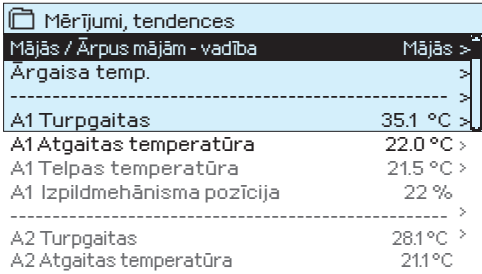 Mērījumi, tendences
Mājās / Ārpus mājām - vadība Mājās >
Ārgaisa temp. >
------------------------------------------------ >
A1 Turpgaitas 35.1 °C >
A1 Atgaitas temperatūra 22.0 °C >
A1 Telpas temperatūra 21.5 °C >
A1 Izpildmehānisma pozīcija 22 %
------------------------------------------------ >
A2 Turpgaitas 28.1 °C >
A2 Atgaitas temperatūra 21.1 °C